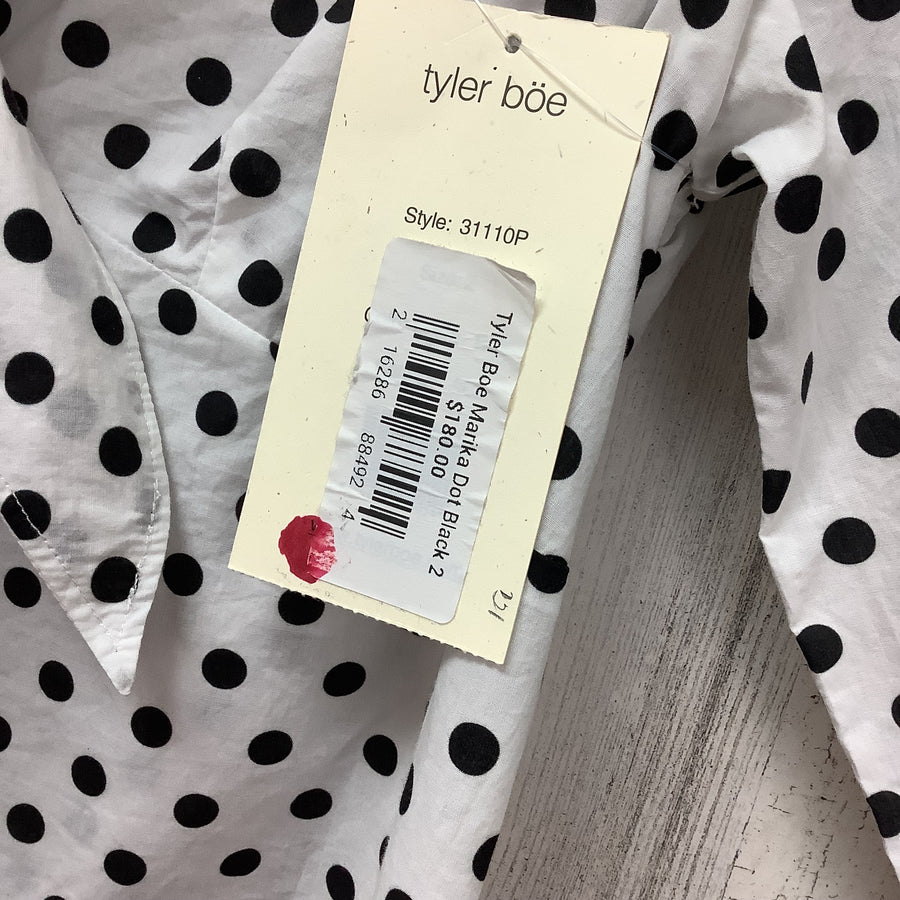 tyler böe
Style: 31110P
Tyler Boe Marika Dot Black 2
$180.00
2 16286 88492 4